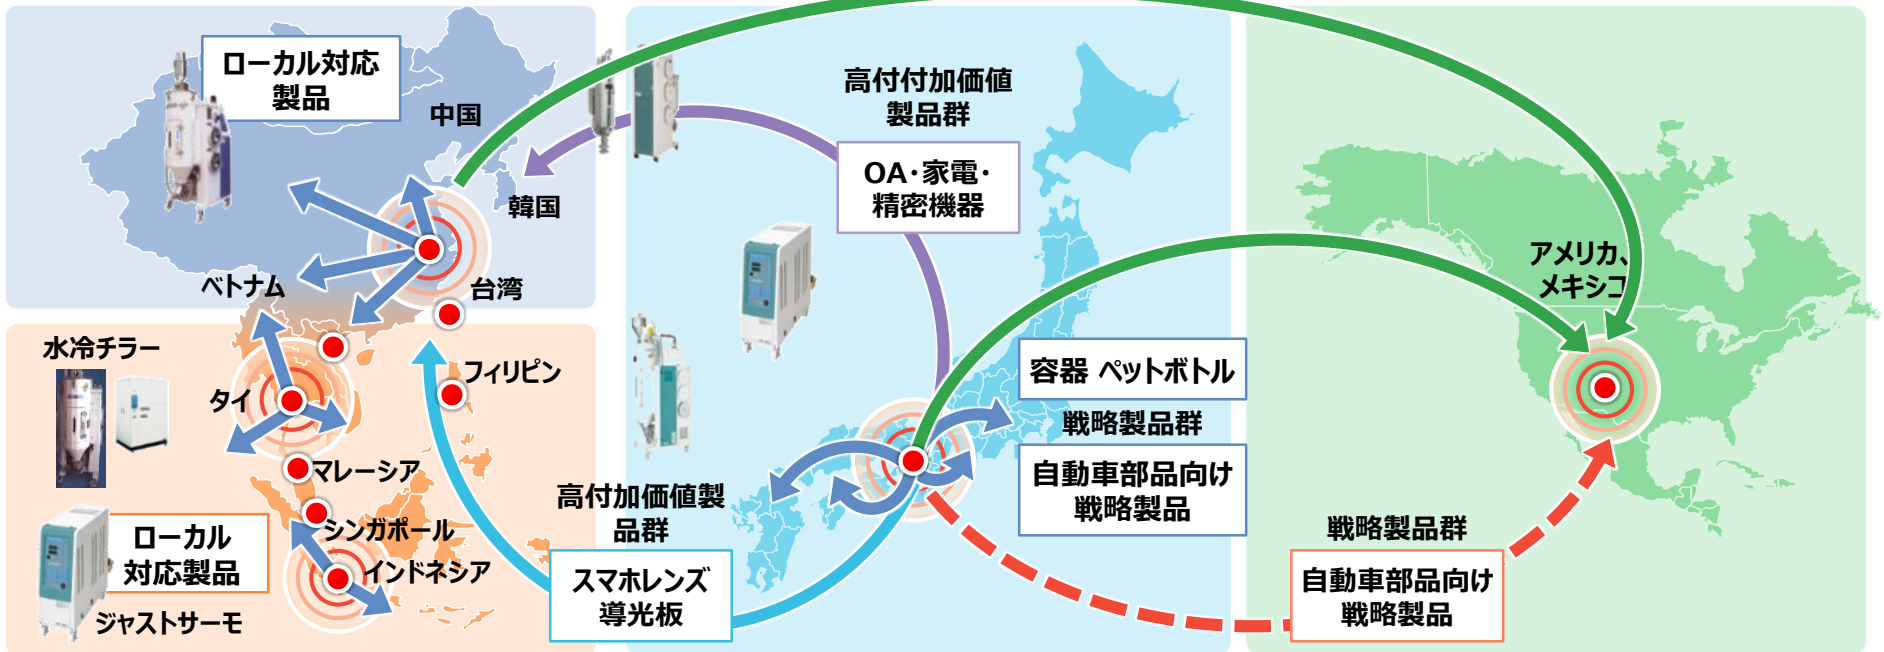 ローカル対応
製品
中国
韓国
ベトナム
台湾
水冷チラー
フィリピン
タイ
マレーシア
シンガポール
インドネシア
ローカル
対応製品
ジャストサーモ
高付付加価値
製品群
OA・家電・
精密機器
容器 ペットボトル
戦略製品群
自動車部品向け
戦略製品
高付加価値製
品群
スマホレンズ
導光板
アメリカ、
メキシコ
戦略製品群
自動車部品向け
戦略製品